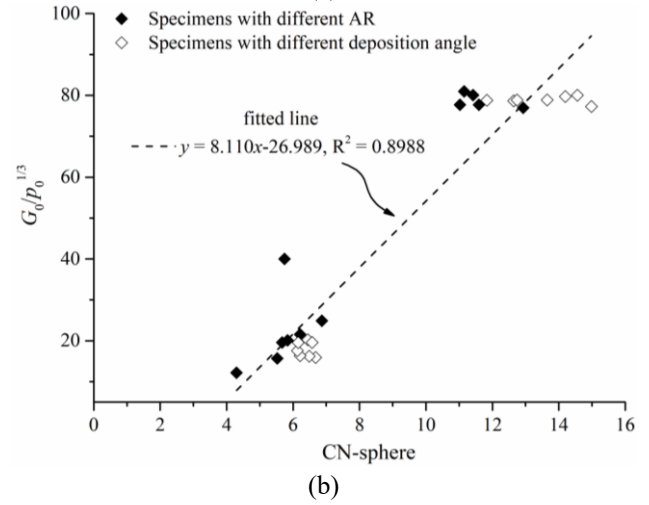 100
Specimens with different AR
Specimens with different deposition angle
80
fitted line
y = 8.110x-26.989, R² = 0.8988
60
G₀/p₀^1/3
40
20
0 2 4 6 8 10 12 14 16
CN-sphere
(b)